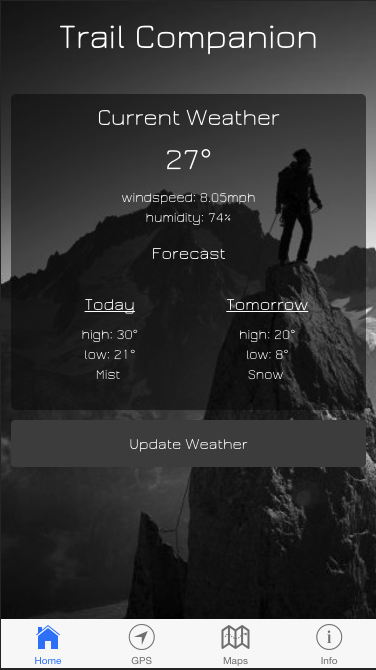 Trail Companion
Current Weather
27°
windspeed: 8.05mph
humidity: 74%
Forecast
Today Tomorrow
high: 30° high: 20°
low: 21° low: 8°
Mist Snow
Update Weather
Home GPS Maps Info